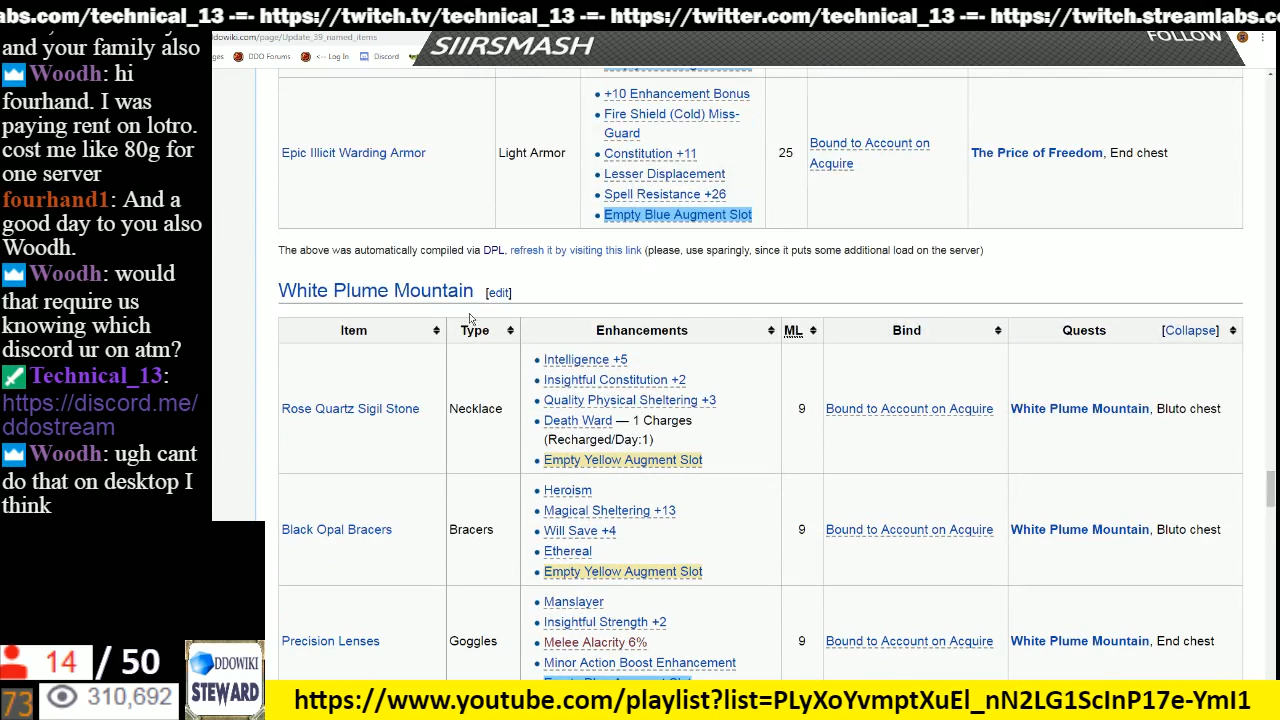 abs.com/technical_13 -=- https://twitch.tv/technical_13 -=- https://twitter.com/technical_13 -=- https://twitch.streamlabs.c
and your family also
Woodh: hi
fourhand. I was
paying rent on lotro.
cost me like 80g for
one server
fourhand1: And a
good day to you also
Woodh.
Woodh: would
that require us
knowing which
discord ur on atm?
Technical_13:
https://discord.me/
ddostream
Woodh: ugh cant
do that on desktop I
think
14 / 50
73 310,692
DDOWIKI
STEWARD
ddowiki.com/page/Update_39_named_items
SIIRSMASH
FOLLOW
DDO Forums <-- Log In Discord
+10 Enhancement Bonus
Fire Shield (Cold) Miss-
Guard
Epic Illicit Warding Armor Light Armor Constitution +11 25 Bound to Account on
Acquire The Price of Freedom, End chest
Lesser Displacement
Spell Resistance +26
Empty Blue Augment Slot
The above was automatically compiled via DPL, refresh it by visiting this link (please, use sparingly, since it puts some additional load on the server)
White Plume Mountain [edit]
Item Type Enhancements ML Bind Quests [Collapse]
Intelligence +5
Insightful Constitution +2
Quality Physical Sheltering +3
Rose Quartz Sigil Stone Necklace 9 Bound to Account on Acquire White Plume Mountain, Bluto chest
Death Ward — 1 Charges
(Recharged/Day:1)
Empty Yellow Augment Slot
Heroism
Magical Sheltering +13
Black Opal Bracers Bracers Will Save +4 9 Bound to Account on Acquire White Plume Mountain, Bluto chest
Ethereal
Empty Yellow Augment Slot
Manslayer
Insightful Strength +2
Precision Lenses Goggles Melee Alacrity 6% 9 Bound to Account on Acquire White Plume Mountain, End chest
Minor Action Boost Enhancement
https://www.youtube.com/playlist?list=PLyXoYvmptXuEl_nN2LG1ScInP17e-YmI1